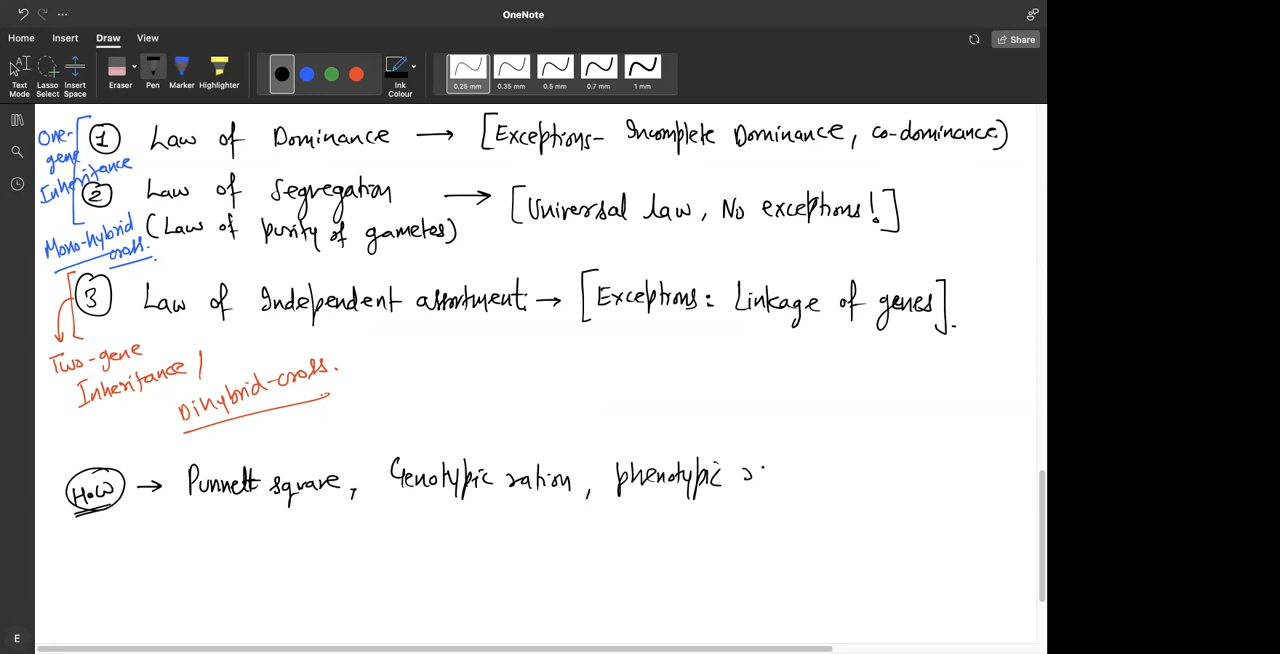 OneNote
Home Insert Draw View
Share
Text Mode
Lasso Select
Insert Space
Eraser
Pen
Marker
Highlighter
Ink Colour
0.25 mm 0.35 mm 0.5 mm 0.7 mm 1 mm
One-gene Inheritance
Mono-hybrid cross.
1 Law of Dominance → [Exceptions- Incomplete Dominance, co-dominance)
2 Law of Segregation → [Universal law, No exceptions!]
(Law of purity of gametes)
3 Law of Independent assortment: → [Exceptions: Linkage of genes].
Two-gene
Inheritance /
Dihybrid-cross.
H.W → Punnett square, Genotypic ration, phenotypic
E